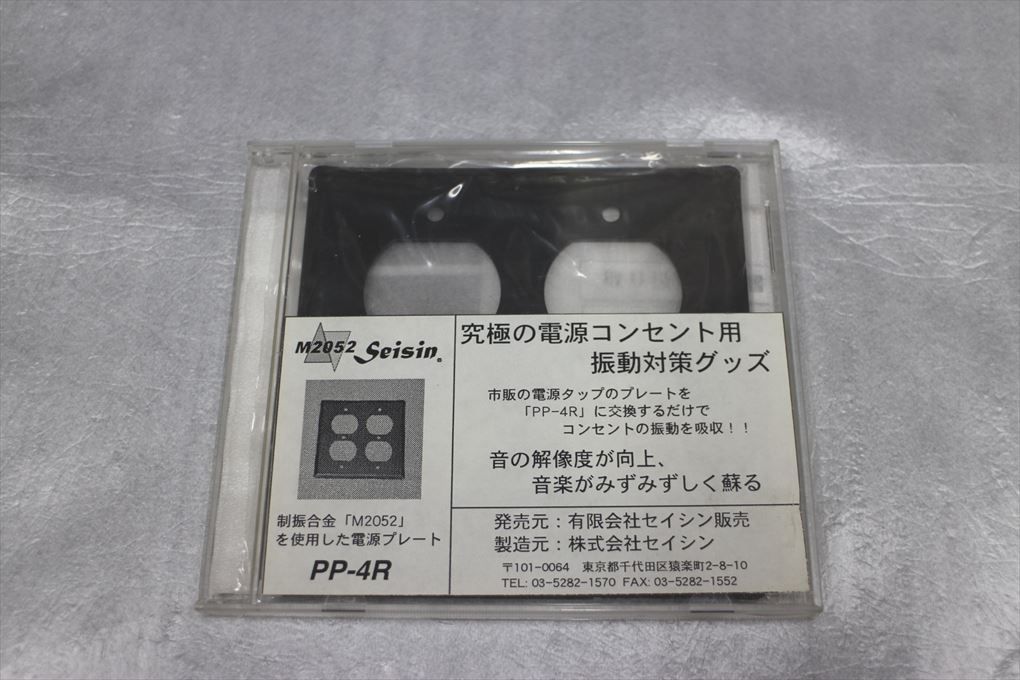 M2052 Seisin®
制振合金「M2052」
を使用した電源プレート
PP-4R
究極の電源コンセント用
振動対策グッズ
市販の電源タップのプレートを
「PP-4R」に交換するだけで
コンセントの振動を吸収！！
音の解像度が向上、
音楽がみずみずしく蘇る
発売元：有限会社セイシン販売
製造元：株式会社セイシン
〒101-0064 東京都千代田区猿楽町2-8-10
TEL: 03-5282-1570 FAX: 03-5282-1552